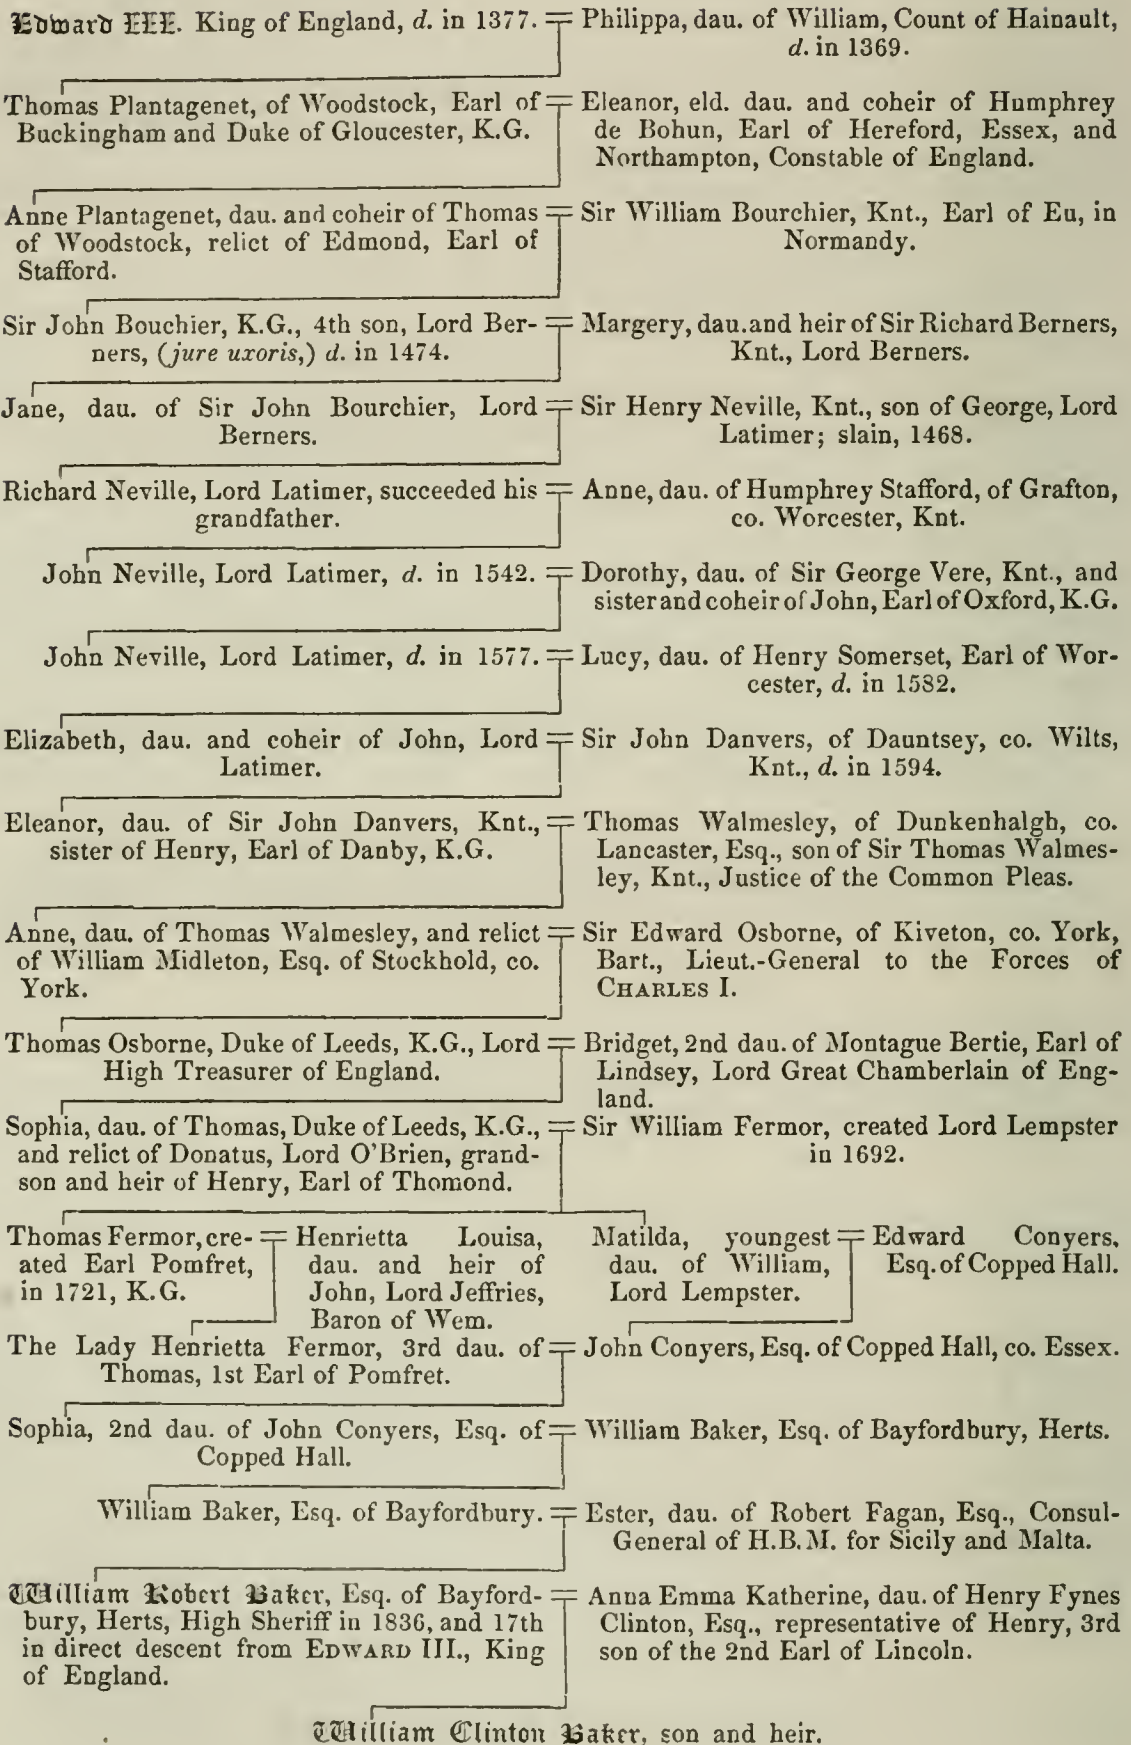 Edward III. King of England, d. in 1377.
Philippa, dau. of William, Count of Hainault,
d. in 1369.
Thomas Plantagenet, of Woodstock, Earl of
Buckingham and Duke of Gloucester, K.G.
Eleanor, eld. dau. and coheir of Humphrey
de Bohun, Earl of Hereford, Essex, and
Northampton, Constable of England.
Anne Plantagenet, dau. and coheir of Thomas
of Woodstock, relict of Edmond, Earl of
Stafford.
Sir William Bourchier, Knt., Earl of Eu, in
Normandy.
Sir John Bouchier, K.G., 4th son, Lord Ber-
ners, (jure uxoris,) d. in 1474.
Margery, dau. and heir of Sir Richard Berners,
Knt., Lord Berners.
Jane, dau. of Sir John Bourchier, Lord
Berners.
Sir Henry Neville, Knt., son of George, Lord
Latimer; slain, 1468.
Richard Neville, Lord Latimer, succeeded his
grandfather.
Anne, dau. of Humphrey Stafford, of Grafton,
co. Worcester, Knt.
John Neville, Lord Latimer, d. in 1542.
Dorothy, dau. of Sir George Vere, Knt., and
sister and coheir of John, Earl of Oxford, K.G.
John Neville, Lord Latimer, d. in 1577.
Lucy, dau. of Henry Somerset, Earl of Wor-
cester, d. in 1582.
Elizabeth, dau. and coheir of John, Lord
Latimer.
Sir John Danvers, of Dauntsey, co. Wilts,
Knt., d. in 1594.
Eleanor, dau. of Sir John Danvers, Knt.,
sister of Henry, Earl of Danby, K.G.
Thomas Walmesley, of Dunkenhalgh, co.
Lancaster, Esq., son of Sir Thomas Walmes-
ley, Knt., Justice of the Common Pleas.
Anne, dau. of Thomas Walmesley, and relict
of William Midleton, Esq. of Stockhold, co.
York.
Sir Edward Osborne, of Kiveton, co. York,
Bart., Lieut.-General to the Forces of
CHARLES I.
Thomas Osborne, Duke of Leeds, K.G., Lord
High Treasurer of England.
Bridget, 2nd dau. of Montague Bertie, Earl of
Lindsey, Lord Great Chamberlain of Eng-
land.
Sophia, dau. of Thomas, Duke of Leeds, K.G.,
and relict of Donatus, Lord O'Brien, grand-
son and heir of Henry, Earl of Thomond.
Sir William Fermor, created Lord Lempster
in 1692.
Thomas Fermor, cre-
ated Earl Pomfret,
in 1721, K.G.
Henrietta Louisa,
dau. and heir of
John, Lord Jeffries,
Baron of Wem.
Matilda, youngest
dau. of William,
Lord Lempster.
Edward Conyers,
Esq. of Copped Hall.
The Lady Henrietta Fermor, 3rd dau. of
Thomas, 1st Earl of Pomfret.
John Conyers, Esq. of Copped Hall, co. Essex.
Sophia, 2nd dau. of John Conyers, Esq. of
Copped Hall.
William Baker, Esq. of Bayfordbury, Herts.
William Baker, Esq. of Bayfordbury.
Ester, dau. of Robert Fagan, Esq., Consul-
General of H.B.M. for Sicily and Malta.
William Robert Baker, Esq. of Bayford-
bury, Herts, High Sheriff in 1836, and 17th
in direct descent from EDWARD III., King
of England.
Anna Emma Katherine, dau. of Henry Fynes
Clinton, Esq., representative of Henry, 3rd
son of the 2nd Earl of Lincoln.
William Clinton Baker, son and heir.